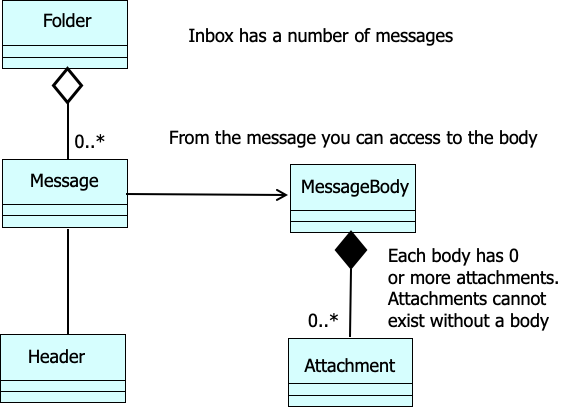 Folder
Inbox has a number of messages
0..*
From the message you can access to the body
Message
MessageBody
Each body has 0
or more attachments.
Attachments cannot
exist without a body
0..*
Header
Attachment